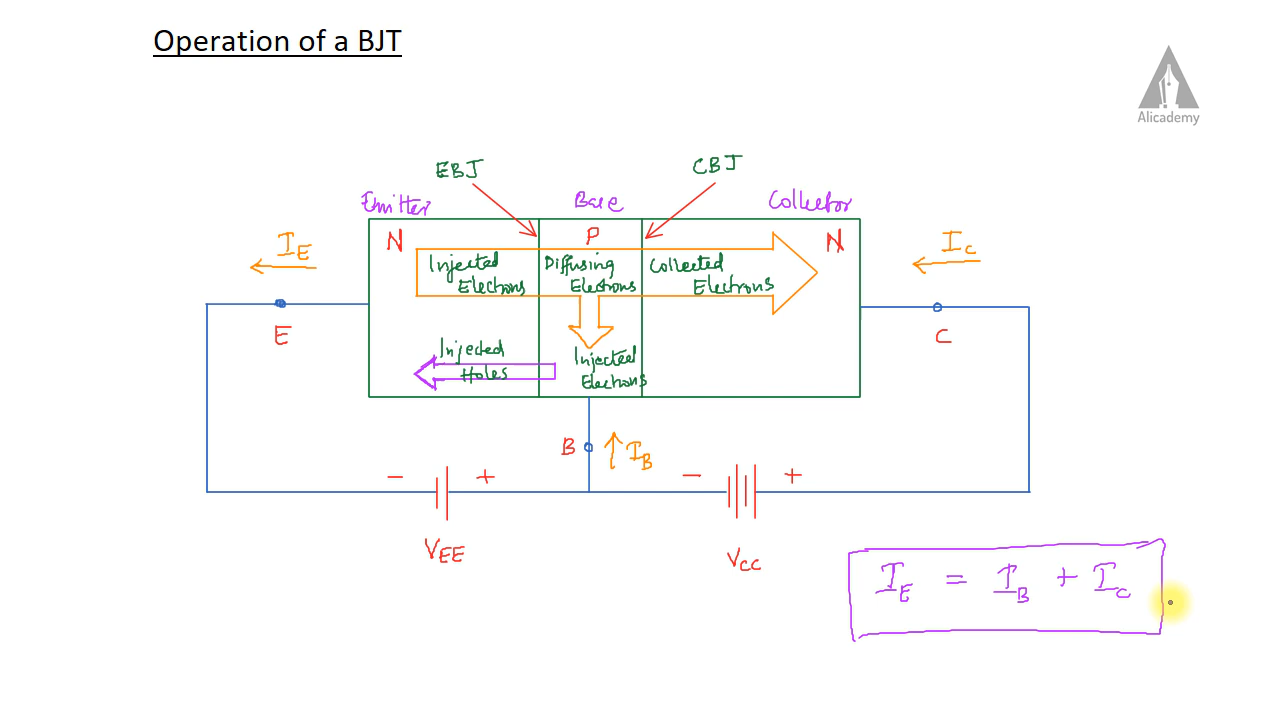 Operation of a BJT
Alicademy
EBJ
CBJ
Emitter
Base
Collector
N
P
N
I_E
I_C
Injected
Electrons
Diffusing
Electrons
Collected
Electrons
E
C
Injected
Holes
Injected
Electrons
B
I_B
− +
− +
V_EE
V_CC
I_E = I_B + I_C